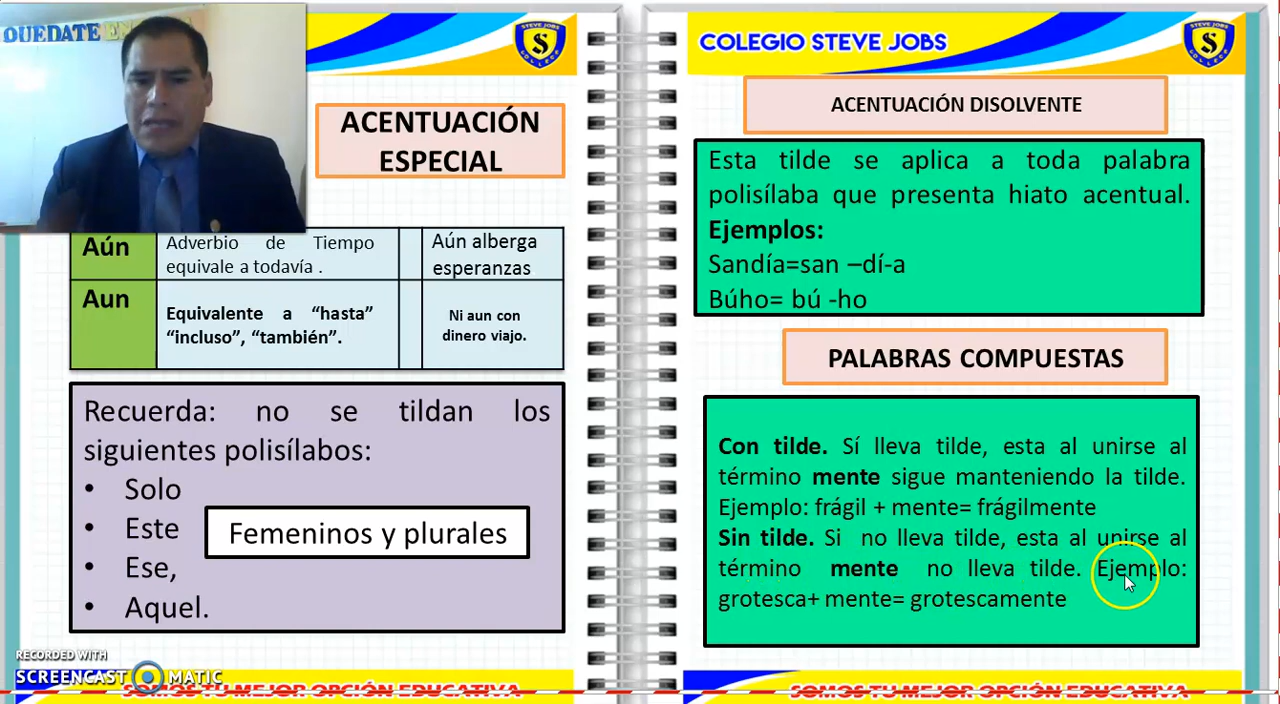 QUEDATE EN
S
COLLEGE
ACENTUACIÓN
ESPECIAL
Aún
Adverbio de Tiempo
equivale a todavía .
Aún alberga
esperanzas
Aun
Equivalente a “hasta”
“incluso”, “también”.
Ni aun con
dinero viajo.
Recuerda: no se tildan los
siguientes polisílabos:
• Solo
• Este
• Ese,
• Aquel.
Femeninos y plurales
RECORDED WITH
SCREENCAST MATIC
SOMOS TU MEJOR OPCIÓN EDUCATIVA
COLEGIO STEVE JOBS
STEVE JOBS
S
COLLEGE
ACENTUACIÓN DISOLVENTE
Esta tilde se aplica a toda palabra
polisílaba que presenta hiato acentual.
Ejemplos:
Sandía=san –dí-a
Búho= bú -ho
PALABRAS COMPUESTAS
Con tilde. Sí lleva tilde, esta al unirse al
término mente sigue manteniendo la tilde.
Ejemplo: frágil + mente= frágilmente
Sin tilde. Si no lleva tilde, esta al unirse al
término mente no lleva tilde. Ejemplo:
grotesca+ mente= grotescamente
SOMOS TU MEJOR OPCIÓN EDUCATIVA